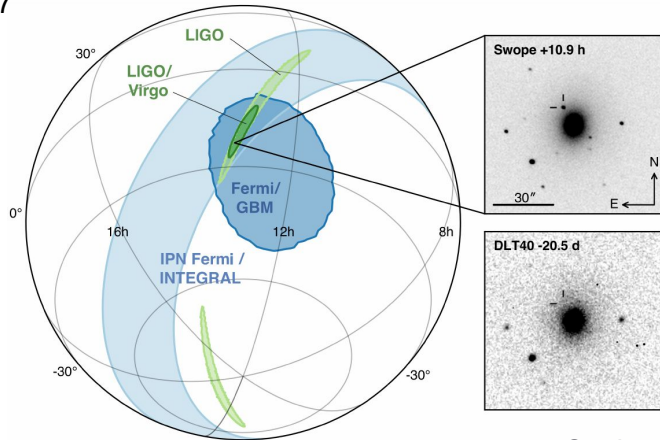 30°
LIGO
LIGO/
Virgo
Fermi/
GBM
0°
16h
12h
8h
IPN Fermi /
INTEGRAL
-30°
-30°
Swope +10.9 h
30"
N
E
DLT40 -20.5 d